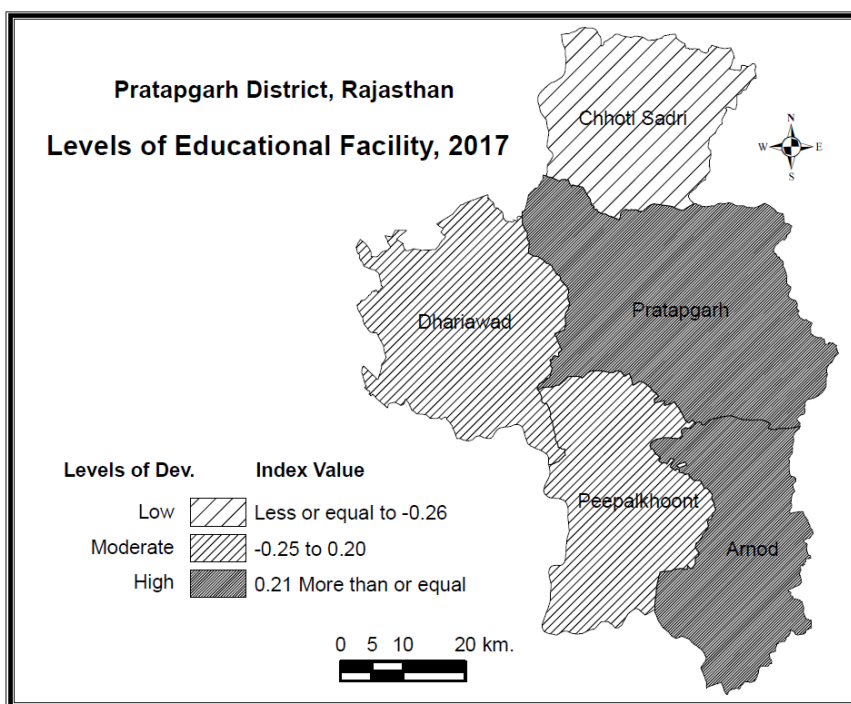 Pratapgarh District, Rajasthan
Levels of Educational Facility, 2017
Chhoti Sadri
N
W E
S
Pratapgarh
Dhariawad
Peepalkhoont
Arnod
Levels of Dev. Index Value
Low Less or equal to -0.26
Moderate -0.25 to 0.20
High 0.21 More than or equal
0 5 10 20 km.